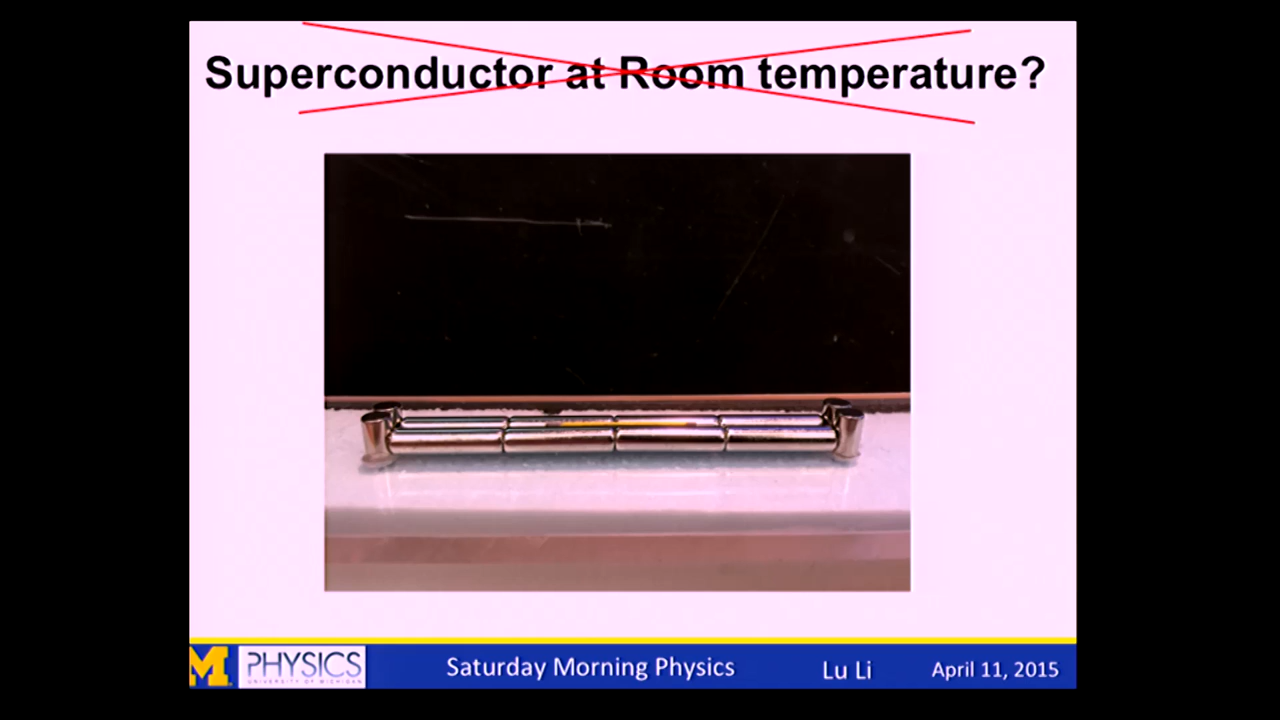 Superconductor at Room temperature?
M PHYSICS
UNIVERSITY OF MICHIGAN
Saturday Morning Physics
Lu Li
April 11, 2015